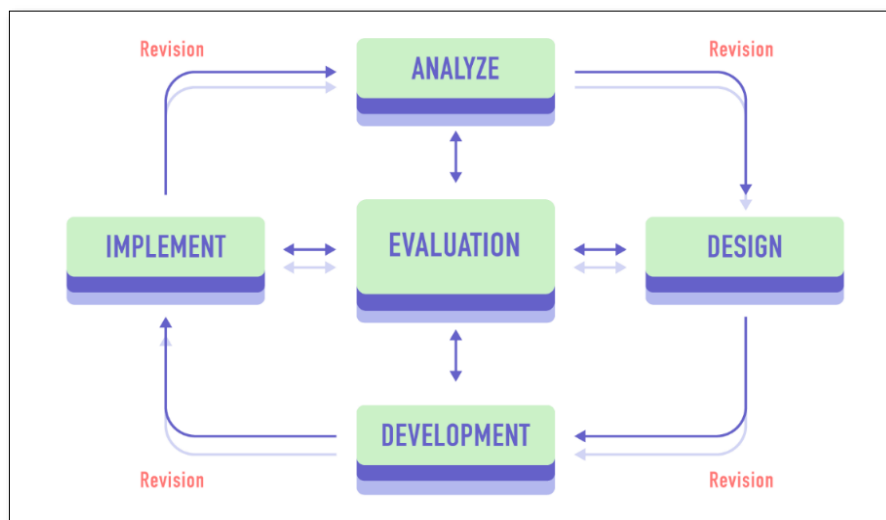 Revision
ANALYZE
Revision
IMPLEMENT
EVALUATION
DESIGN
DEVELOPMENT
Revision
Revision